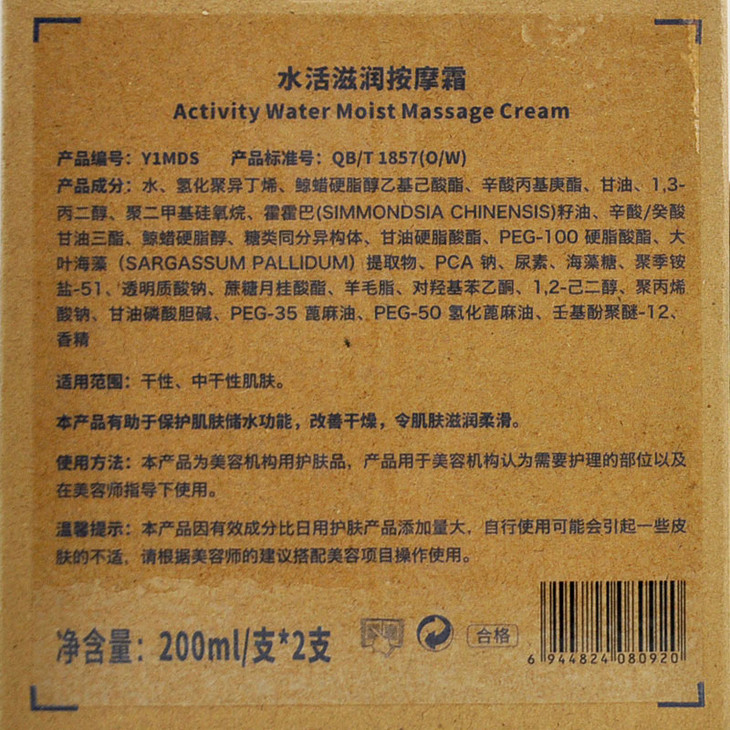 水活滋润按摩霜
Activity Water Moist Massage Cream
产品编号：Y1MDS 产品标准号：QB/T 1857(O/W)
产品成分：水、氢化聚异丁烯、鲸蜡硬脂醇乙基己酸酯、辛酸丙基庚酯、甘油、1,3-
丙二醇、聚二甲基硅氧烷、霍霍巴(SIMMONDSIA CHINENSIS)籽油、辛酸/癸酸
甘油三酯、鲸蜡硬脂醇、糖类同分异构体、甘油硬脂酸酯、PEG-100 硬脂酸酯、大
叶海藻（SARGASSUM PALLIDUM）提取物、PCA 钠、尿素、海藻糖、聚季铵
盐-51、透明质酸钠、蔗糖月桂酸酯、羊毛脂、对羟基苯乙酮、1,2-己二醇、聚丙烯
酸钠、甘油磷酸胆碱、PEG-35 蓖麻油、PEG-50 氢化蓖麻油、壬基酚聚醚-12、
香精
适用范围：干性、中干性肌肤。
本产品有助于保护肌肤储水功能，改善干燥，令肌肤滋润柔滑。
使用方法：本产品为美容机构用护肤品，产品用于美容机构认为需要护理的部位以及
在美容师指导下使用。
温馨提示：本产品因有效成分比日用护肤产品添加量大，自行使用可能会引起一些皮
肤的不适，请根据美容师的建议搭配美容项目操作使用。
净含量：200ml/支*2支
合格
6 944824 080920